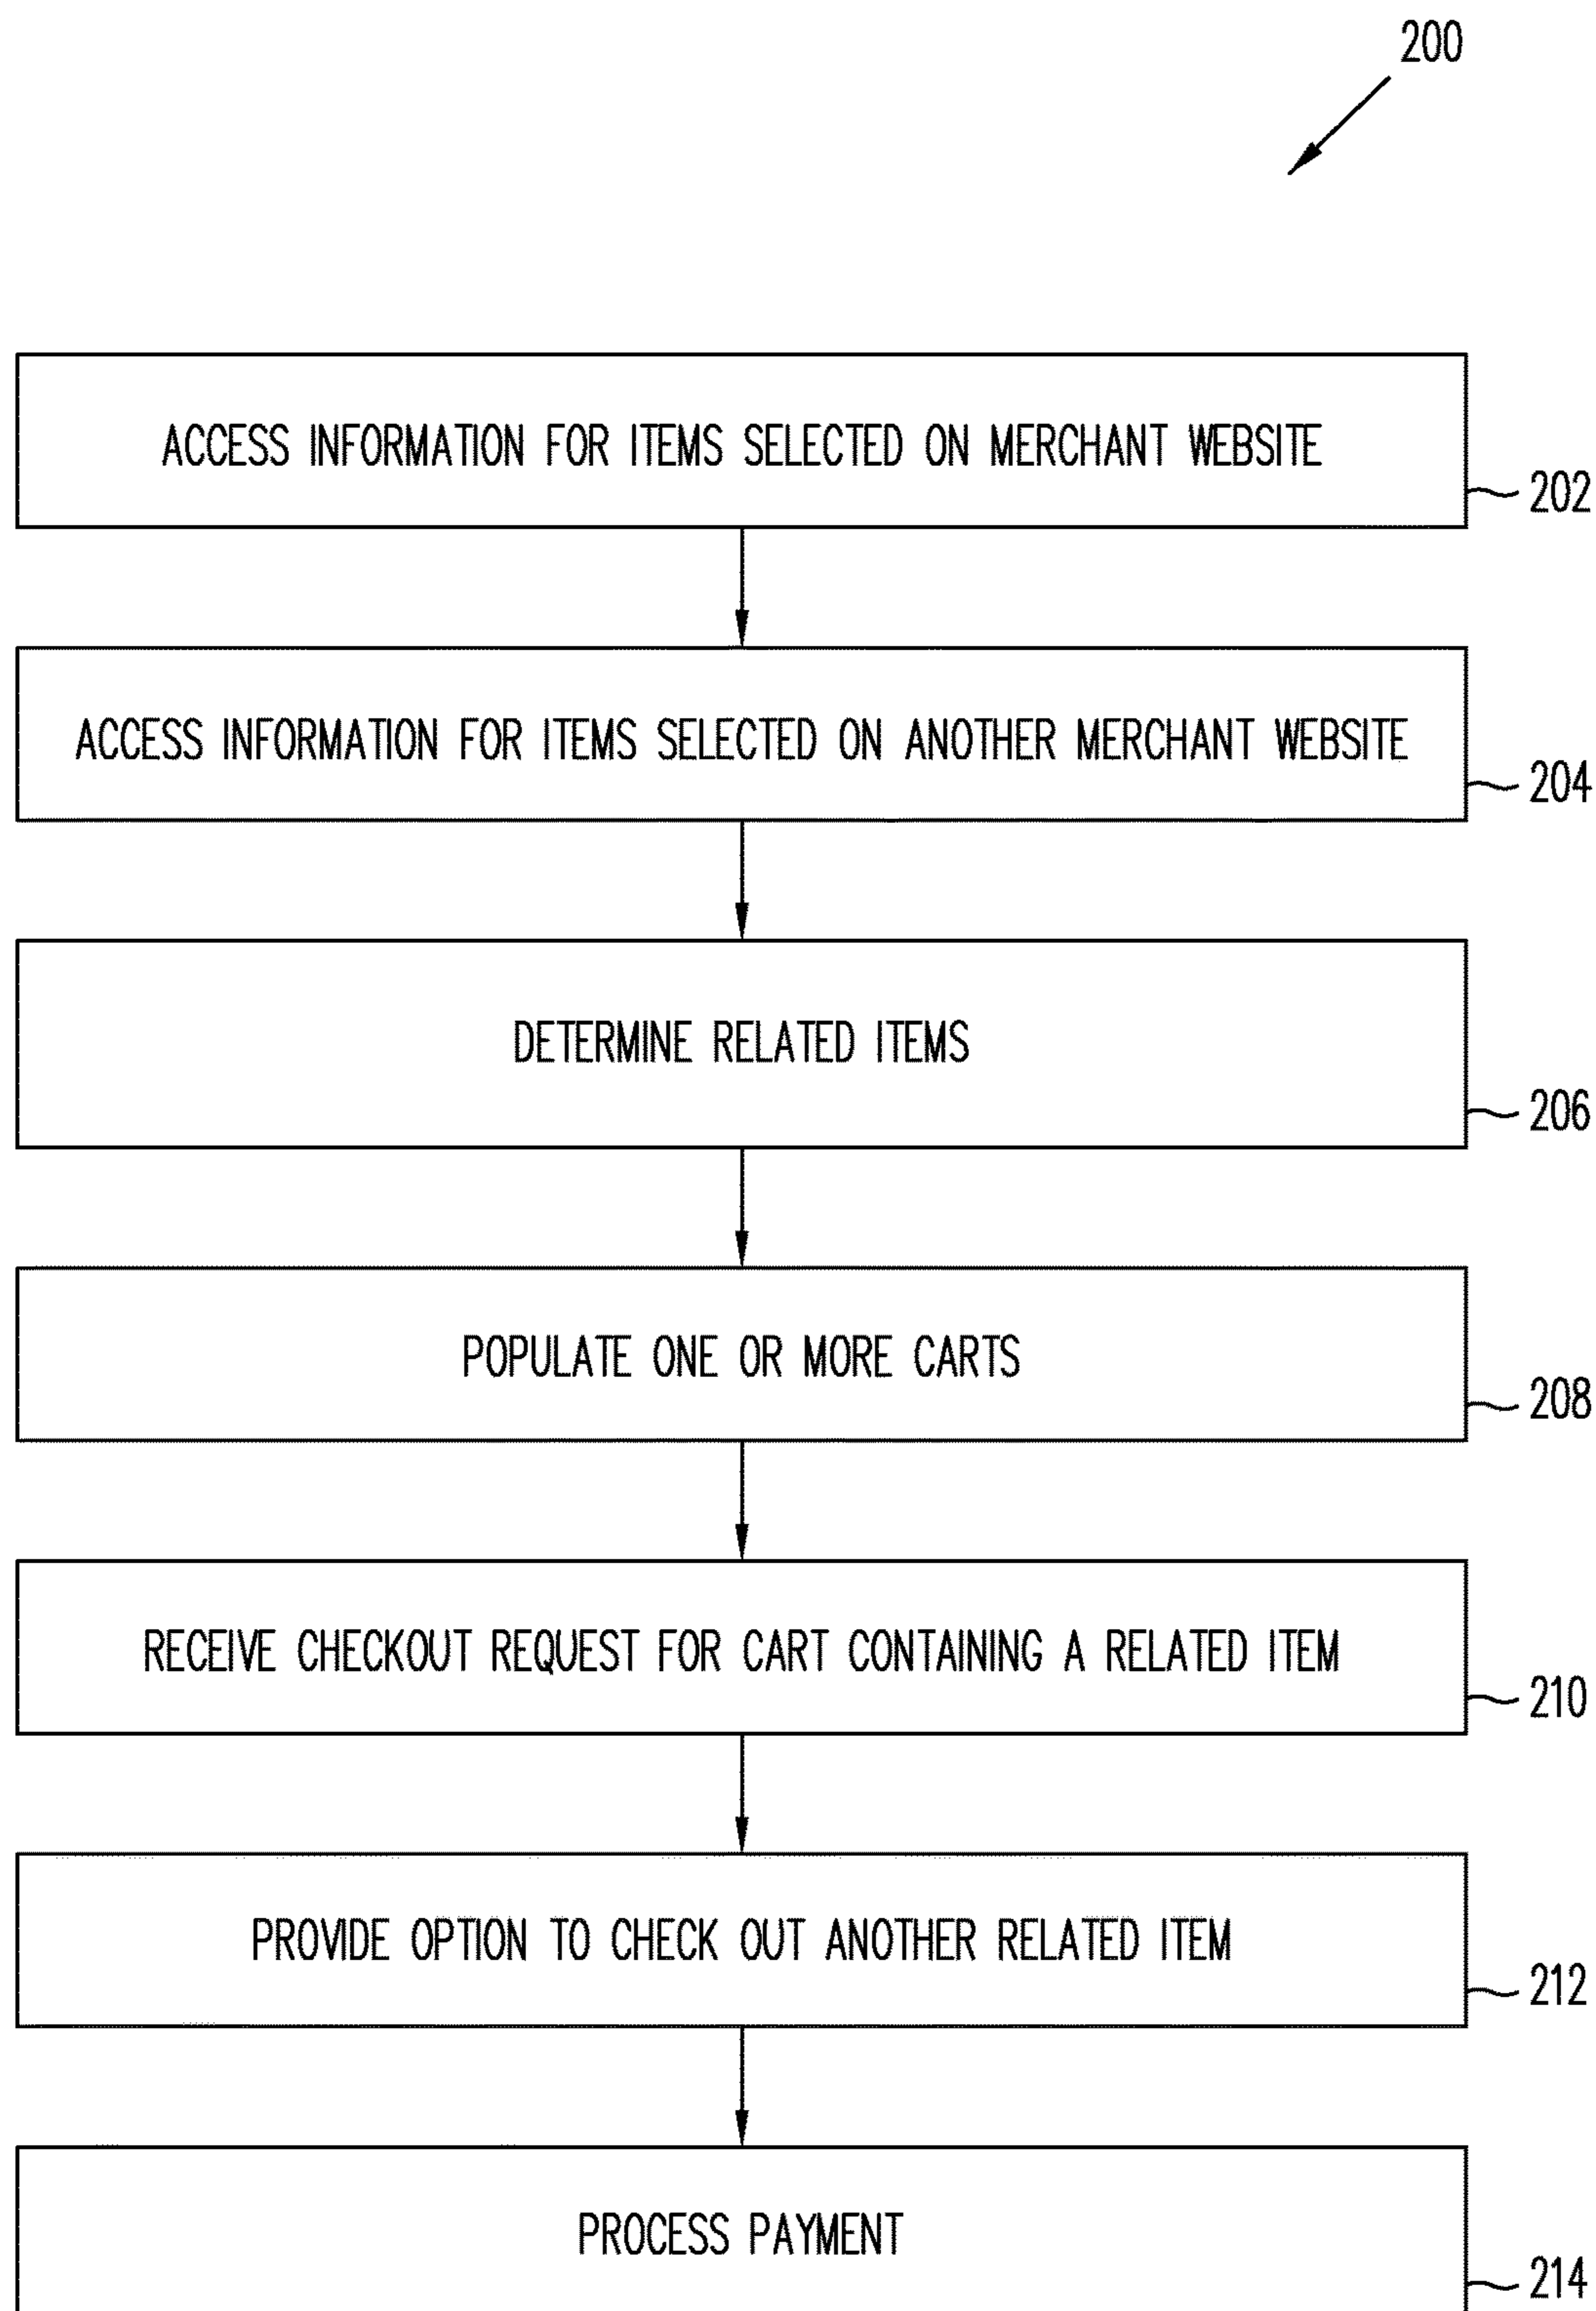 200
ACCESS INFORMATION FOR ITEMS SELECTED ON MERCHANT WEBSITE
202
ACCESS INFORMATION FOR ITEMS SELECTED ON ANOTHER MERCHANT WEBSITE
204
DETERMINE RELATED ITEMS
206
POPULATE ONE OR MORE CARTS
208
RECEIVE CHECKOUT REQUEST FOR CART CONTAINING A RELATED ITEM
210
PROVIDE OPTION TO CHECK OUT ANOTHER RELATED ITEM
212
PROCESS PAYMENT
214